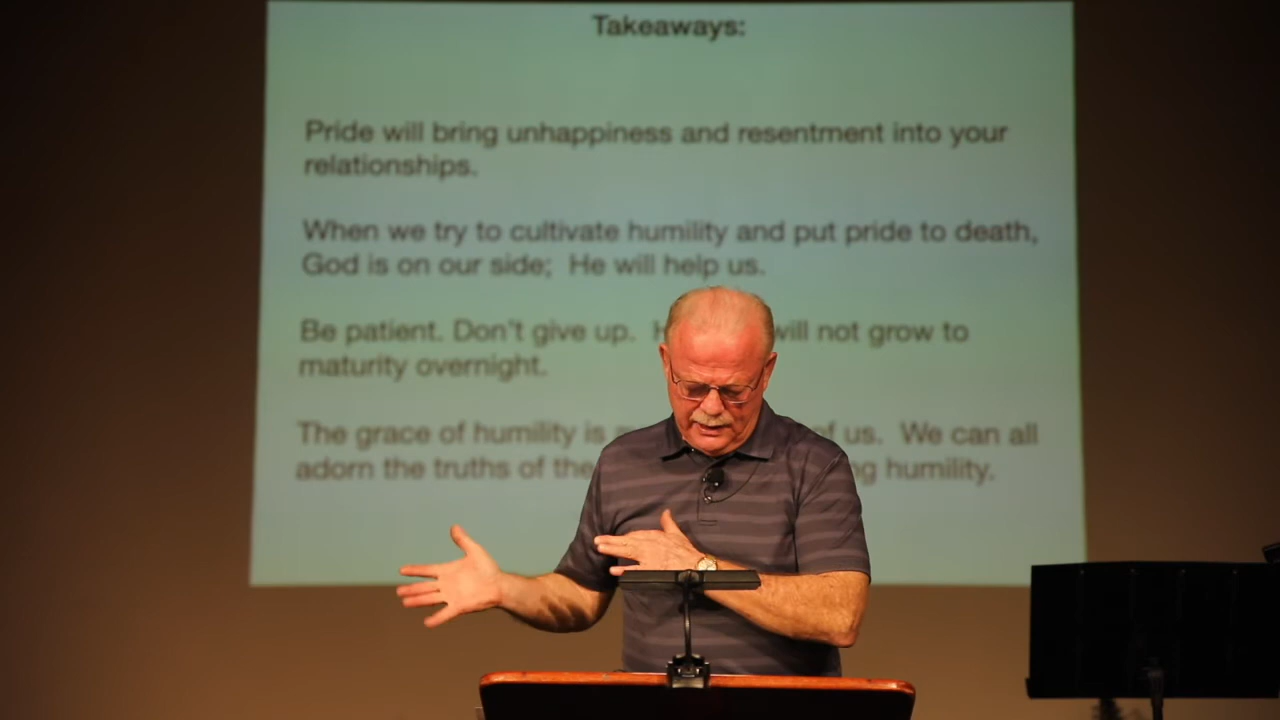 Takeaways:
Pride will bring unhappiness and resentment into your
relationships.
When we try to cultivate humility and put pride to death,
God is on our side;  He will help us.
Be patient. Don't give up. will not grow to
maturity overnight.
The grace of humility is of us.  We can all
adorn the truths of the humility.